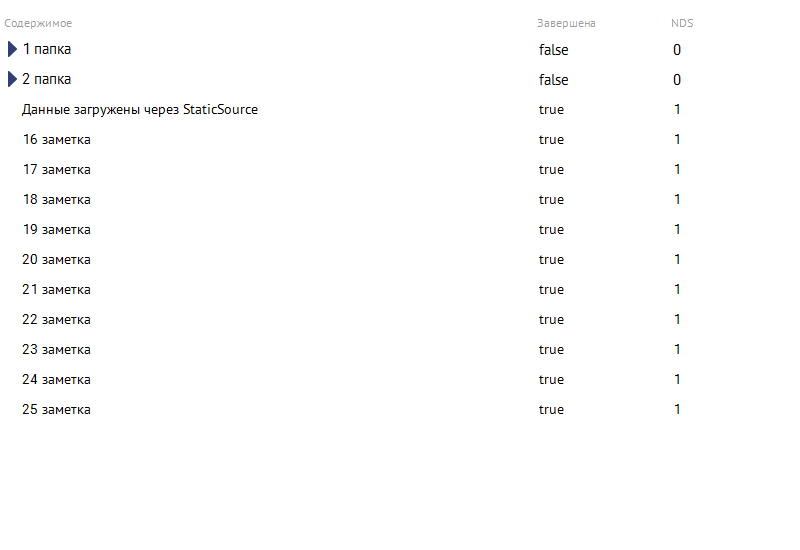 Содержимое Завершена NDS
1 папка false 0
2 папка false 0
Данные загружены через StaticSource true 1
16 заметка true 1
17 заметка true 1
18 заметка true 1
19 заметка true 1
20 заметка true 1
21 заметка true 1
22 заметка true 1
23 заметка true 1
24 заметка true 1
25 заметка true 1